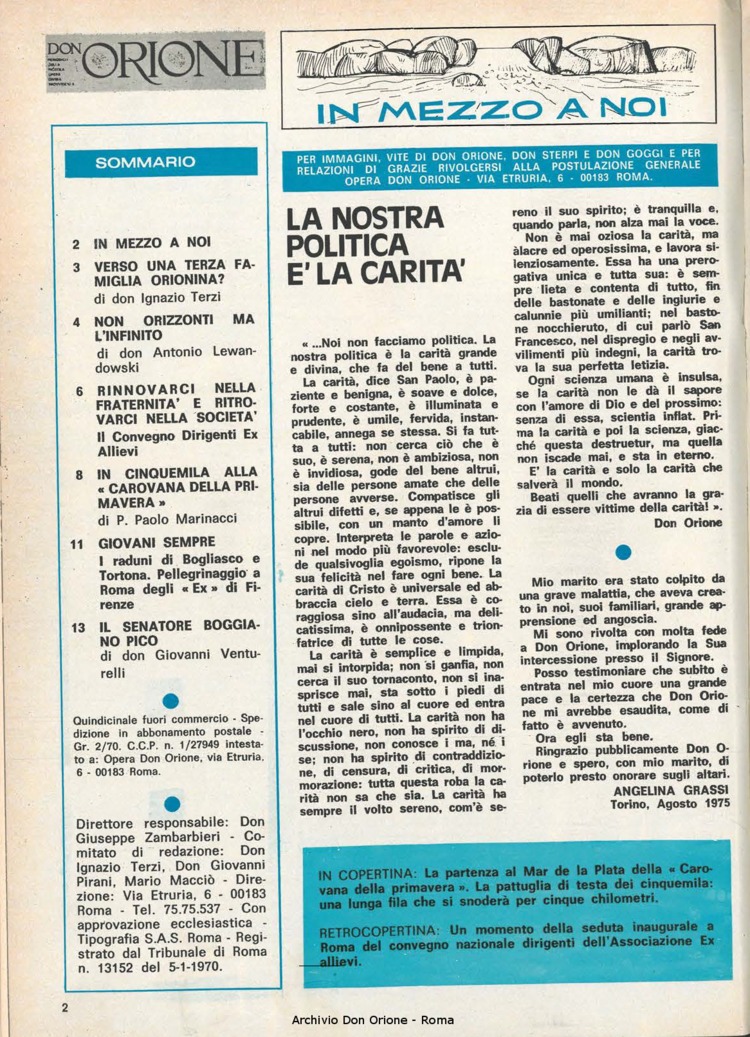 DON ORIONE
IN MEZZO A NOI
SOMMARIO
2 IN MEZZO A NOI
3 VERSO UNA TERZA FA-
MIGLIA ORIONINA?
di don Ignazio Terzi
4 NON ORIZZONTI MA
L'INFINITO
di don Antonio Lewan-
dowski
6 RINNOVARCI NELLA
FRATERNITA' E RITRO-
VARCI NELLA SOCIETA'
Il Convegno Dirigenti Ex
Allievi
8 IN CINQUEMILA ALLA
« CAROVANA DELLA PRI-
MAVERA »
di P. Paolo Marinacci
11 GIOVANI SEMPRE
I raduni di Bogliasco e
Tortona. Pellegrinaggio a
Roma degli « Ex » di Fi-
renze
13 IL SENATORE BOGGIA-
NO PICO
di don Giovanni Ventu-
relli
Quindicinale fuori commercio - Spe-
dizione in abbonamento postale -
Gr. 2/70. C.C.P. n. 1/27949 intesta-
to a: Opera Don Orione, via Etruria,
6 - 00183 Roma.
Direttore responsabile: Don
Giuseppe Zambarbieri - Co-
mitato di redazione: Don
Ignazio Terzi, Don Giovanni
Pirani, Mario Macciò - Dire-
zione: Via Etruria, 6 - 00183
Roma - Tel. 75.75.537 - Con
approvazione ecclesiastica -
Tipografia S.A.S. Roma - Regi-
strato dal Tribunale di Roma
n. 13152 del 5-1-1970.
PER IMMAGINI, VITE DI DON ORIONE, DON STERPI E DON GOGGI E PER
RELAZIONI DI GRAZIE RIVOLGERSI ALLA POSTULAZIONE GENERALE
OPERA DON ORIONE - VIA ETRURIA, 6 - 00183 ROMA.
LA NOSTRA
POLITICA
E' LA CARITA'
« ...Noi non facciamo politica. La
nostra politica è la carità grande
e divina, che fa del bene a tutti.
La carità, dice San Paolo, è pa-
ziente e benigna, è soave e dolce,
forte e costante, è illuminata e
prudente, è umile, fervida, instan-
cabile, annega se stessa. Si fa tut-
ta a tutti: non cerca ciò che è
suo, è serena, non è ambiziosa, non
è invidiosa, gode del bene altrui,
sia delle persone amate che delle
persone avverse. Compatisce gli
altrui difetti e, se appena le è pos-
sibile, con un manto d'amore li
copre. Interpreta le parole e azio-
ni nel modo più favorevole: esclu-
de qualsivoglia egoismo, ripone la
sua felicità nel fare ogni bene. La
carità di Cristo è universale ed ab-
braccia cielo e terra. Essa è co-
raggiosa sino all'audacia, ma deli-
catissima, è onnipossente e trion-
fatrice di tutte le cose.
La carità è semplice e limpida,
mai si intorpida; non si ganfia, non
cerca il suo tornaconto, non si ina-
sprisce mai, sta sotto i piedi di
tutti e sale sino al cuore ed entra
nel cuore di tutti. La carità non ha
l'occhio nero, non ha spirito di di-
scussione, non conosce i ma, né i
se; non ha spirito di contraddizio-
ne, di censura, di critica, di mor-
morazione: tutta questa roba la ca-
rità non sa che sia. La carità ha
sempre il volto sereno, com'è se-
reno il suo spirito; è tranquilla e,
quando parla, non alza mai la voce.
Non è mai oziosa la carità, ma
àlacre ed operosissima, e lavora si-
lenziosamente. Essa ha una prero-
gativa unica e tutta sua: è sem-
pre lieta e contenta di tutto, fin
delle bastonate e delle ingiurie e
calunnie più umilianti; nel basto-
ne nocchieruto, di cui parlò San
Francesco, nel dispregio e negli av-
vilimenti più indegni, la carità tro-
va la sua perfetta letizia.
Ogni scienza umana è insulsa,
se la carità non le dà il sapore
con l'amore di Dio e del prossimo:
senza di essa, scientia inflat. Pri-
ma la carità e poi la scienza, giac-
ché questa destruetur, ma quella
non iscade mai, e sta in eterno.
E' la carità e solo la carità che
salverà il mondo.
Beati quelli che avranno la gra-
zia di essere vittime della carità! ».
Don Orione
Mio marito era stato colpito da
una grave malattia, che aveva crea-
to in noi, suoi familiari, grande ap-
prensione ed angoscia.
Mi sono rivolta con molta fede
a Don Orione, implorando la Sua
intercessione presso il Signore.
Posso testimoniare che subito è
entrata nel mio cuore una grande
pace e la certezza che Don Orio-
ne mi avrebbe esaudita, come di
fatto è avvenuto.
Ora egli sta bene.
Ringrazio pubblicamente Don O-
rione e spero, con mio marito, di
poterlo presto onorare sugli altari.
ANGELINA GRASSI
Torino, Agosto 1975
IN COPERTINA: La partenza al Mar de la Plata della « Caro-
vana della primavera ». La pattuglia di testa dei cinquemila:
una lunga fila che si snoderà per cinque chilometri.
RETROCOPERTINA: Un momento della seduta inaugurale a
Roma del convegno nazionale dirigenti dell'Associazione Ex
allievi.
2
Archivio Don Orione - Roma